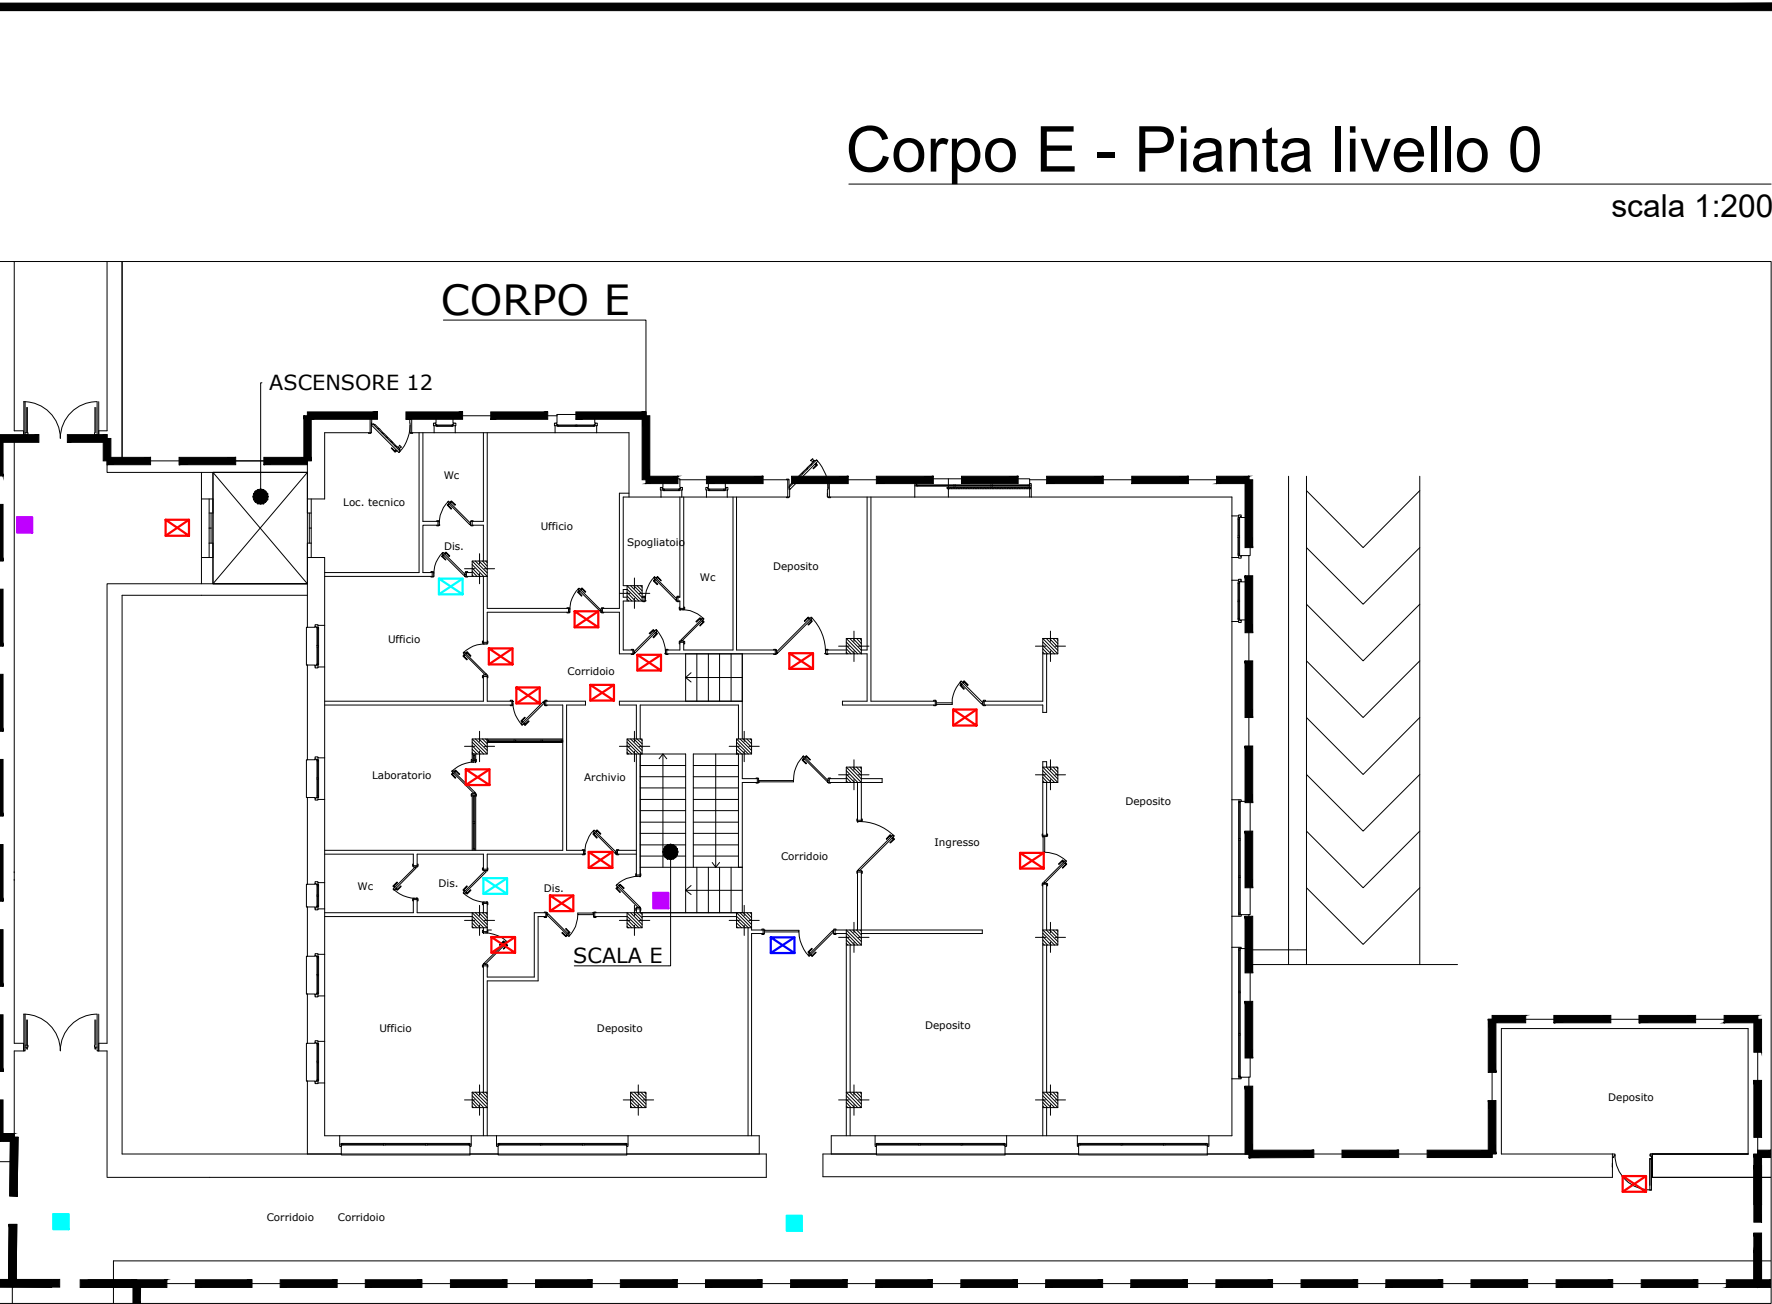 Corpo E - Pianta livello 0
scala 1:200
CORPO E
ASCENSORE 12
Wc
Loc. tecnico
Ufficio
Spogliatoio
Dis.
Deposito
Wc
Ufficio
Corridoio
Laboratorio
Archivio
Deposito
Ingresso
Corridoio
Wc
Dis.
Dis.
SCALA E
Ufficio
Deposito
Deposito
Deposito
Corridoio
Corridoio